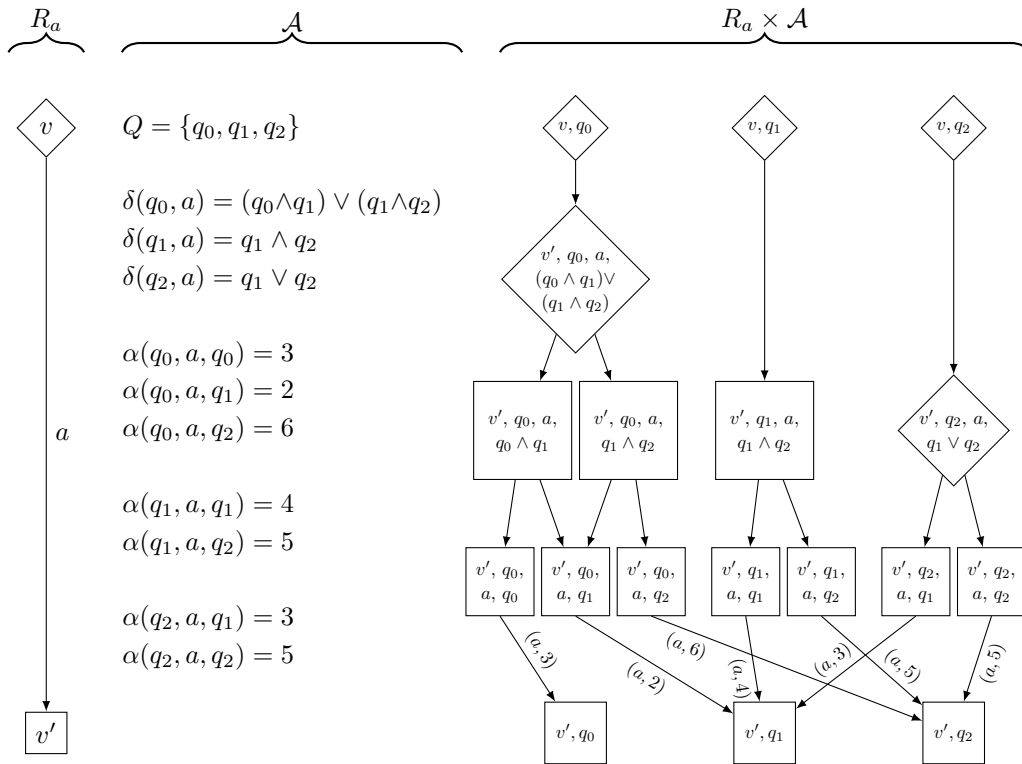 R_a
𝒜
R_a × 𝒜
v
Q = {q_0, q_1, q_2}
v, q_0
v, q_1
v, q_2
δ(q_0, a) = (q_0∧q_1) ∨ (q_1∧q_2)
δ(q_1, a) = q_1 ∧ q_2
δ(q_2, a) = q_1 ∨ q_2
v′, q_0, a,
(q_0 ∧ q_1)∨
(q_1 ∧ q_2)
α(q_0, a, q_0) = 3
α(q_0, a, q_1) = 2
α(q_0, a, q_2) = 6
a
v′, q_0, a,
q_0 ∧ q_1
v′, q_0, a,
q_1 ∧ q_2
v′, q_1, a,
q_1 ∧ q_2
v′, q_2, a,
q_1 ∨ q_2
α(q_1, a, q_1) = 4
α(q_1, a, q_2) = 5
v′, q_0,
a, q_0
v′, q_0,
a, q_1
v′, q_0,
a, q_2
v′, q_1,
a, q_1
v′, q_1,
a, q_2
v′, q_2,
a, q_1
v′, q_2,
a, q_2
α(q_2, a, q_1) = 3
α(q_2, a, q_2) = 5
(a, 3)
(a, 2)
(a, 6)
(a, 4)
(a, 3)
(a, 5)
(a, 5)
v′
v′, q_0
v′, q_1
v′, q_2